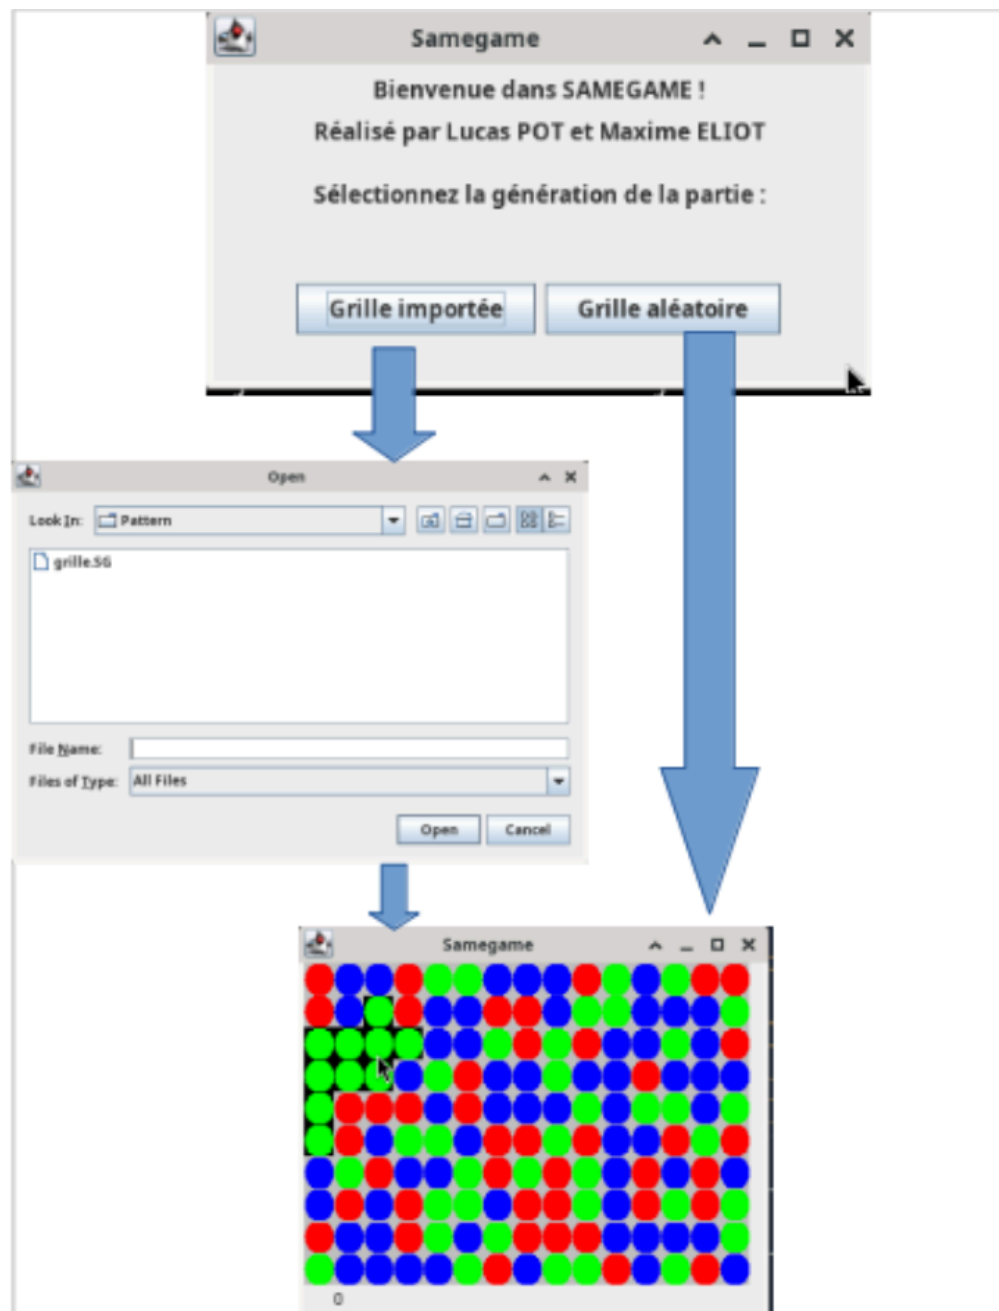 Samegame
Bienvenue dans SAMEGAME !
Réalisé par Lucas POT et Maxime ELIOT
Sélectionnez la génération de la partie :
Grille importée Grille aléatoire
Open
Look In: Pattern
grille.SG
File Name:
Files of Type: All Files
Open Cancel
Samegame
0